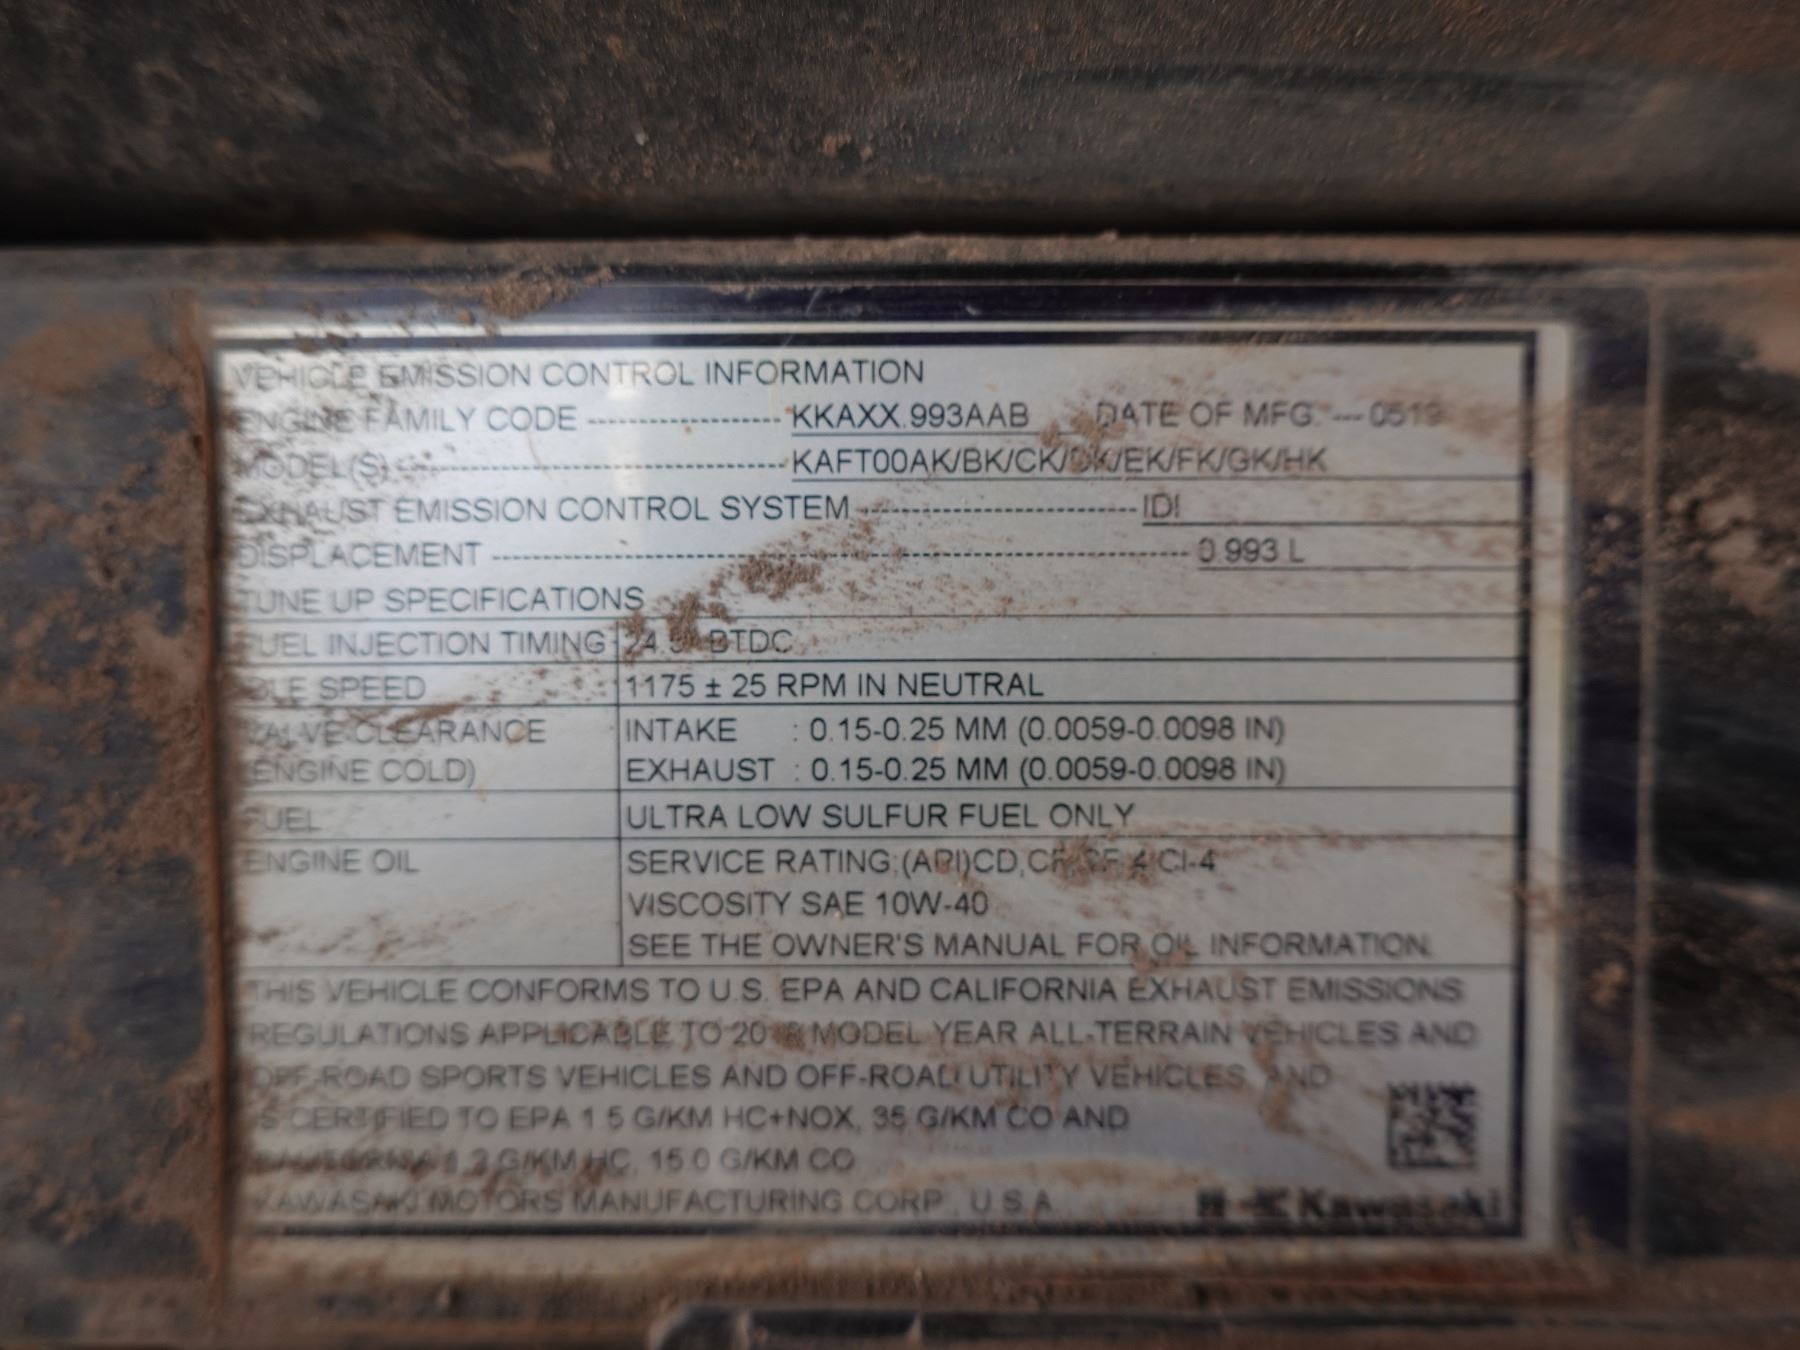 VEHICLE EMISSION CONTROL INFORMATION
ENGINE FAMILY CODE KKAXX.993AAB DATE OF MFG. --- 0519
MODEL(S) KAFT00AK/BK/CK/DK/EK/FK/GK/HK
EXHAUST EMISSION CONTROL SYSTEM IDI
DISPLACEMENT 0.993 L
TUNE UP SPECIFICATIONS
FUEL INJECTION TIMING BTDC
IDLE SPEED 1175 ± 25 RPM IN NEUTRAL
VALVE CLEARANCE INTAKE : 0.15-0.25 MM (0.0059-0.0098 IN)
(ENGINE COLD) EXHAUST : 0.15-0.25 MM (0.0059-0.0098 IN)
FUEL ULTRA LOW SULFUR FUEL ONLY
ENGINE OIL SERVICE RATING:(API)CD, CI-4
VISCOSITY SAE 10W-40
SEE THE OWNER'S MANUAL FOR OIL INFORMATION.
THIS VEHICLE CONFORMS TO U.S. EPA AND CALIFORNIA EXHAUST EMISSIONS
REGULATIONS APPLICABLE TO MODEL YEAR ALL-TERRAIN VEHICLES AND
OFF-ROAD SPORTS VEHICLES AND OFF-ROAD UTILITY VEHICLES, AND
IS CERTIFIED TO EPA 1.5 G/KM HC+NOX, 35 G/KM CO AND
CALIFORNIA 1.2 G/KM HC, 15.0 G/KM CO
KAWASAKI MOTORS MANUFACTURING CORP., U.S.A.
Kawasaki